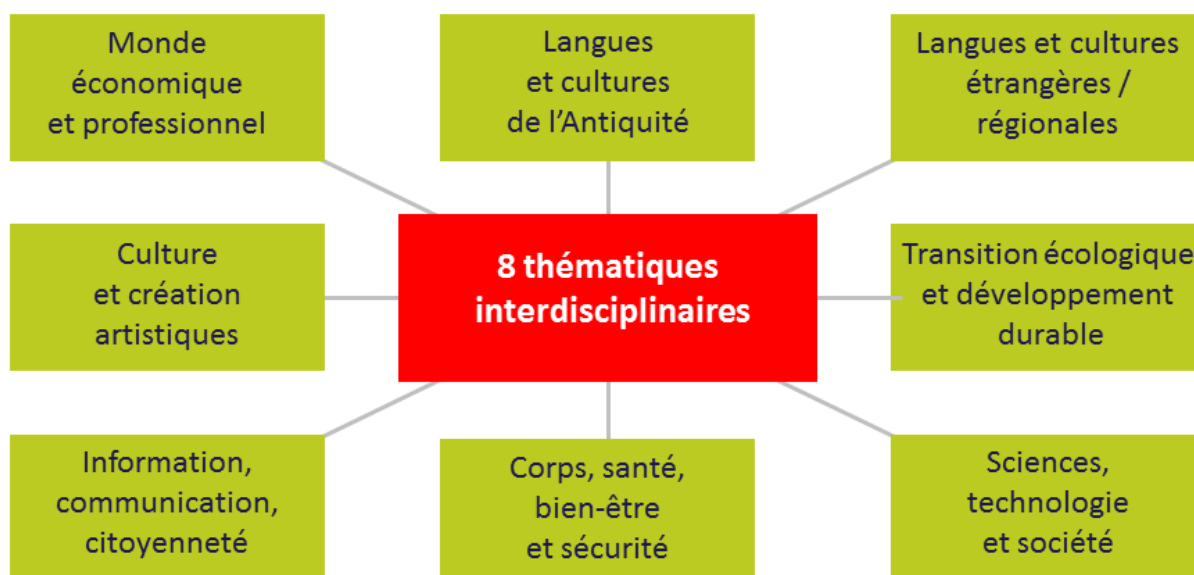 Monde
économique
et professionnel
Langues
et cultures
de l’Antiquité
Langues et cultures
étrangères /
régionales
Culture
et création
artistiques
8 thématiques
interdisciplinaires
Transition écologique
et développement
durable
Information,
communication,
citoyenneté
Corps, santé,
bien-être
et sécurité
Sciences,
technologie
et société